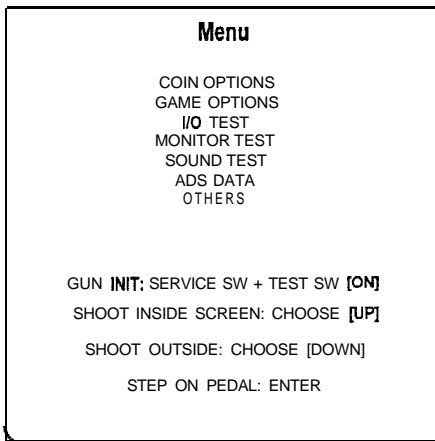 Menu
COIN OPTIONS
GAME OPTIONS
I/O TEST
MONITOR TEST
SOUND TEST
ADS DATA
OTHERS
GUN INIT: SERVICE SW + TEST SW [ON]
SHOOT INSIDE SCREEN: CHOOSE [UP]
SHOOT OUTSIDE: CHOOSE [DOWN]
STEP ON PEDAL: ENTER